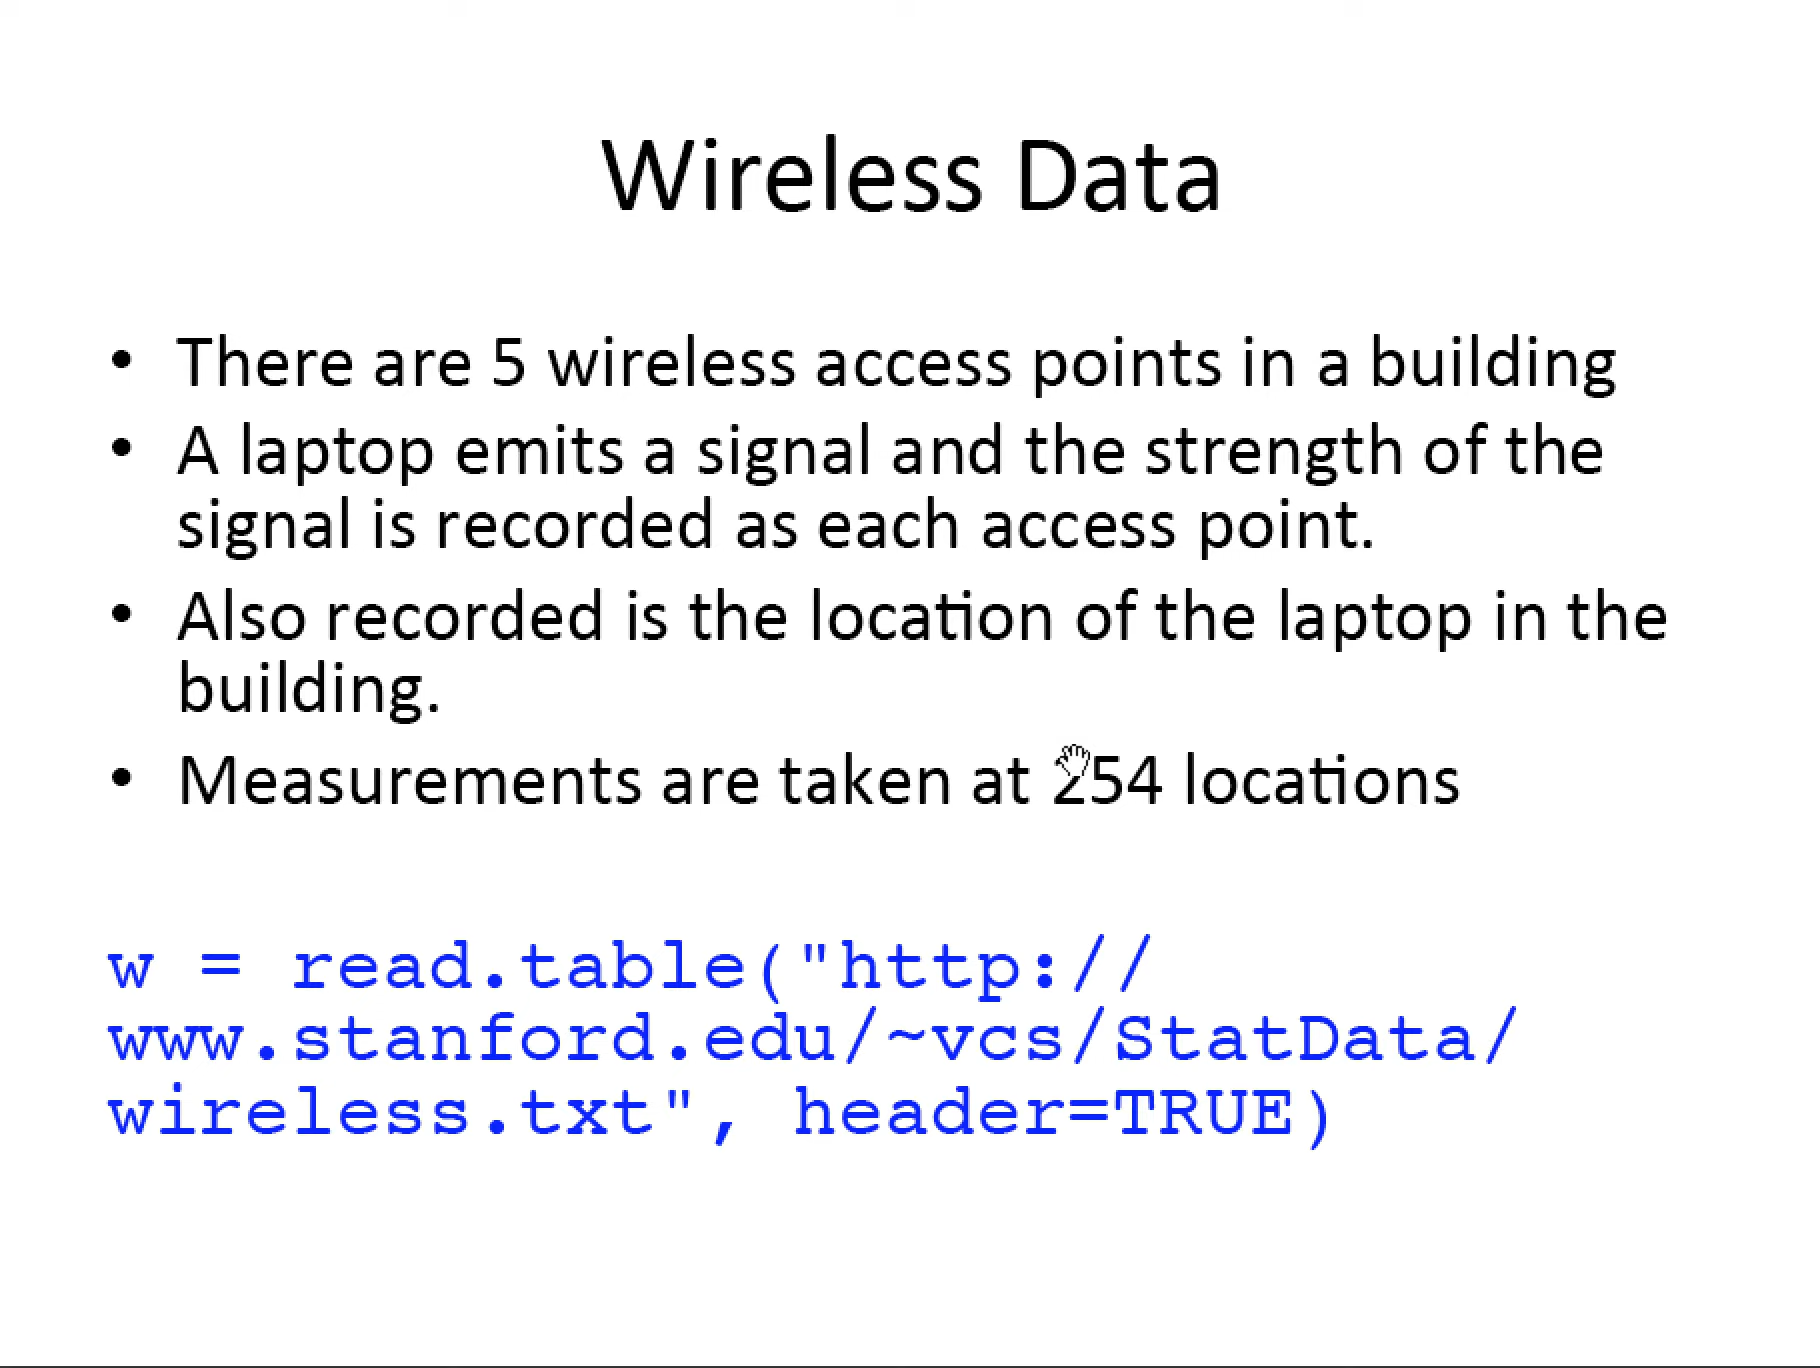 Wireless Data
• There are 5 wireless access points in a building
• A laptop emits a signal and the strength of the
signal is recorded as each access point.
• Also recorded is the location of the laptop in the
building.
• Measurements are taken at 254 locations
w = read.table("http://
www.stanford.edu/~vcs/StatData/
wireless.txt", header=TRUE)